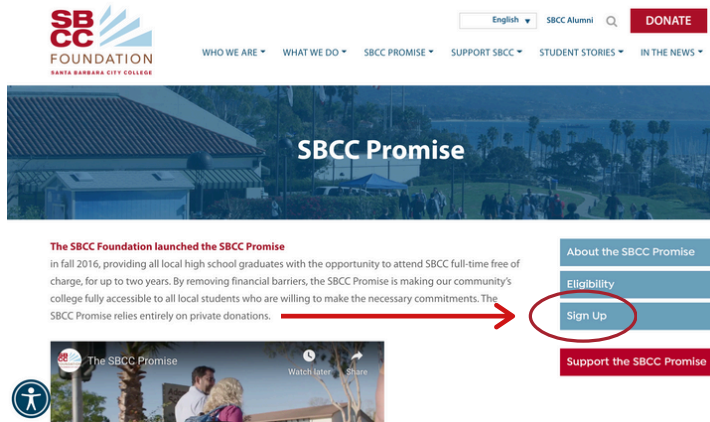 SB
CC
FOUNDATION
SANTA BARBARA CITY COLLEGE
English
SBCC Alumni
DONATE
WHO WE ARE
WHAT WE DO
SBCC PROMISE
SUPPORT SBCC
STUDENT STORIES
IN THE NEWS
SBCC Promise
The SBCC Foundation launched the SBCC Promise
in fall 2016, providing all local high school graduates with the opportunity to attend SBCC full-time free of
charge, for up to two years. By removing financial barriers, the SBCC Promise is making our community's
college fully accessible to all local students who are willing to make the necessary commitments. The
SBCC Promise relies entirely on private donations.
About the SBCC Promise
Eligibility
Sign Up
Support the SBCC Promise
SB
CC
The SBCC Promise
Watch later
Share